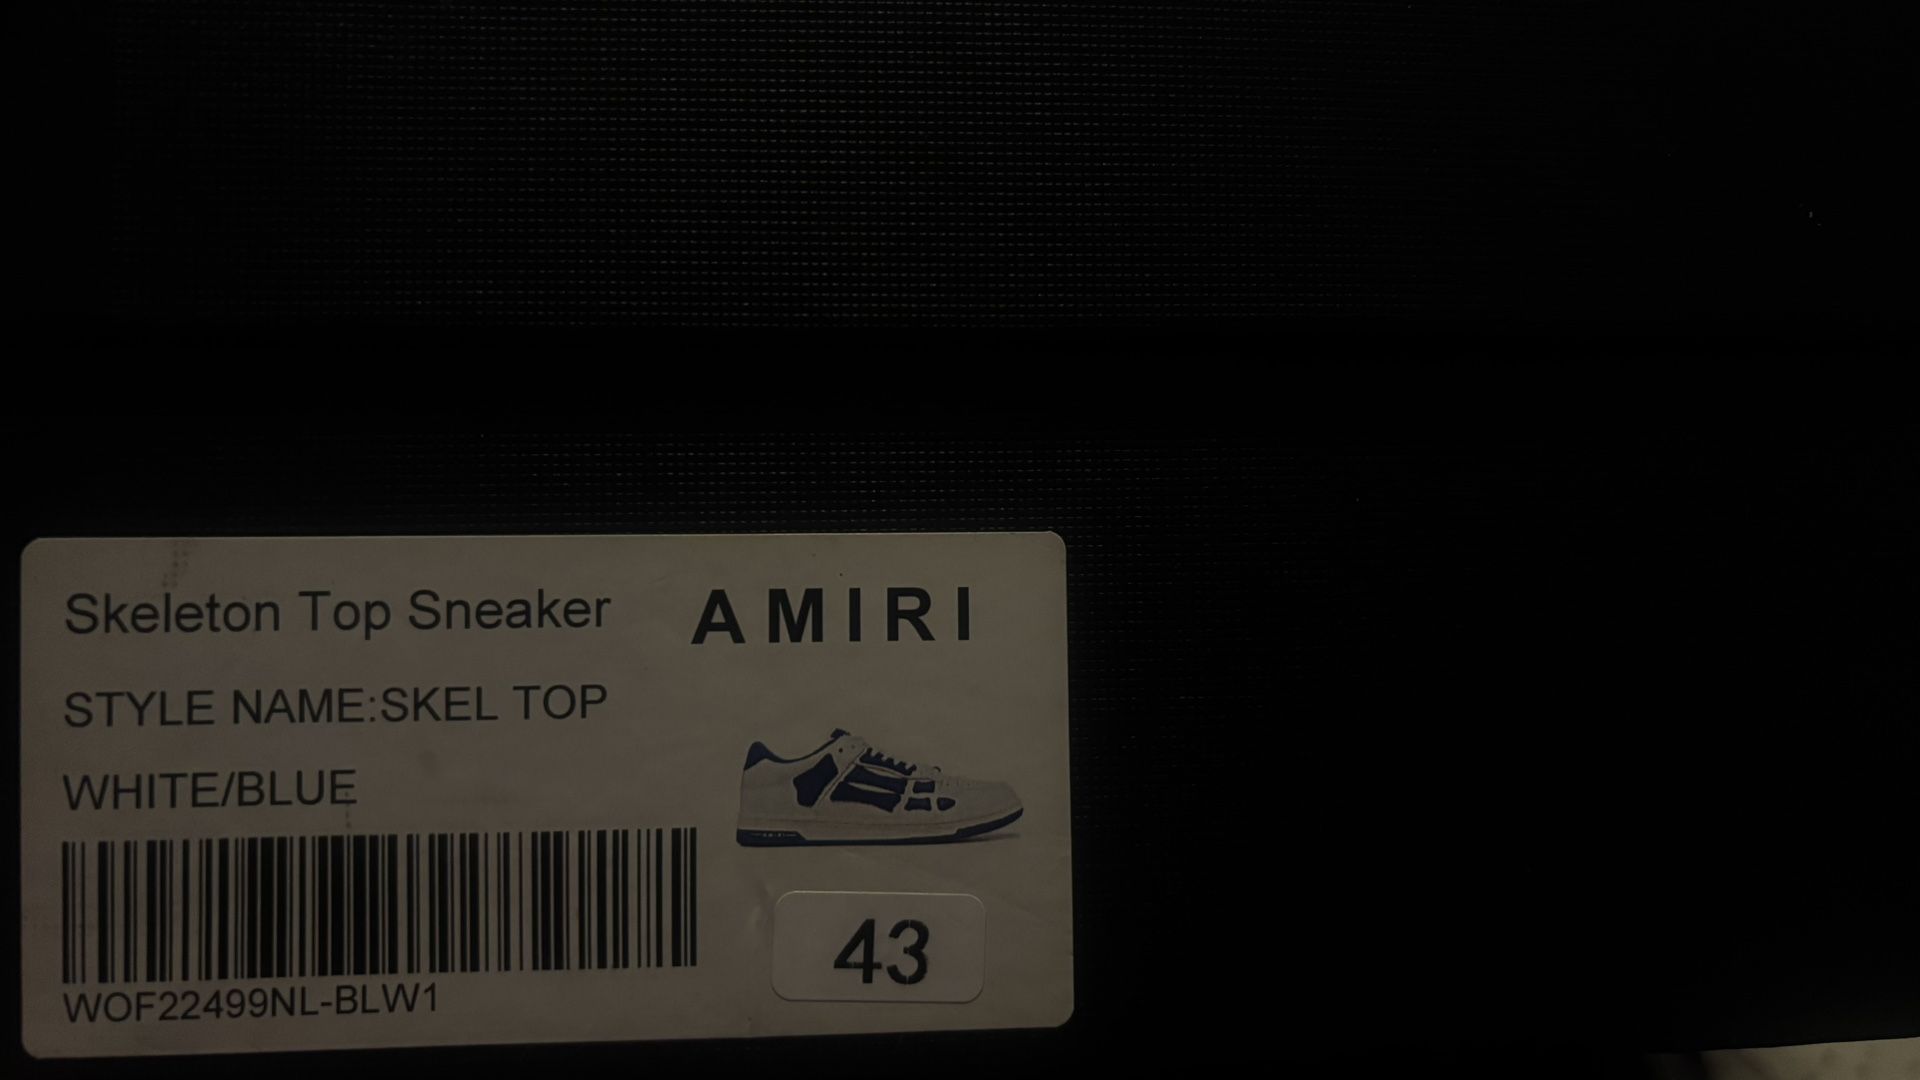 Skeleton Top Sneaker
AMIRI
STYLE NAME:SKEL TOP
WHITE/BLUE
WOF22499NL-BLW1
43